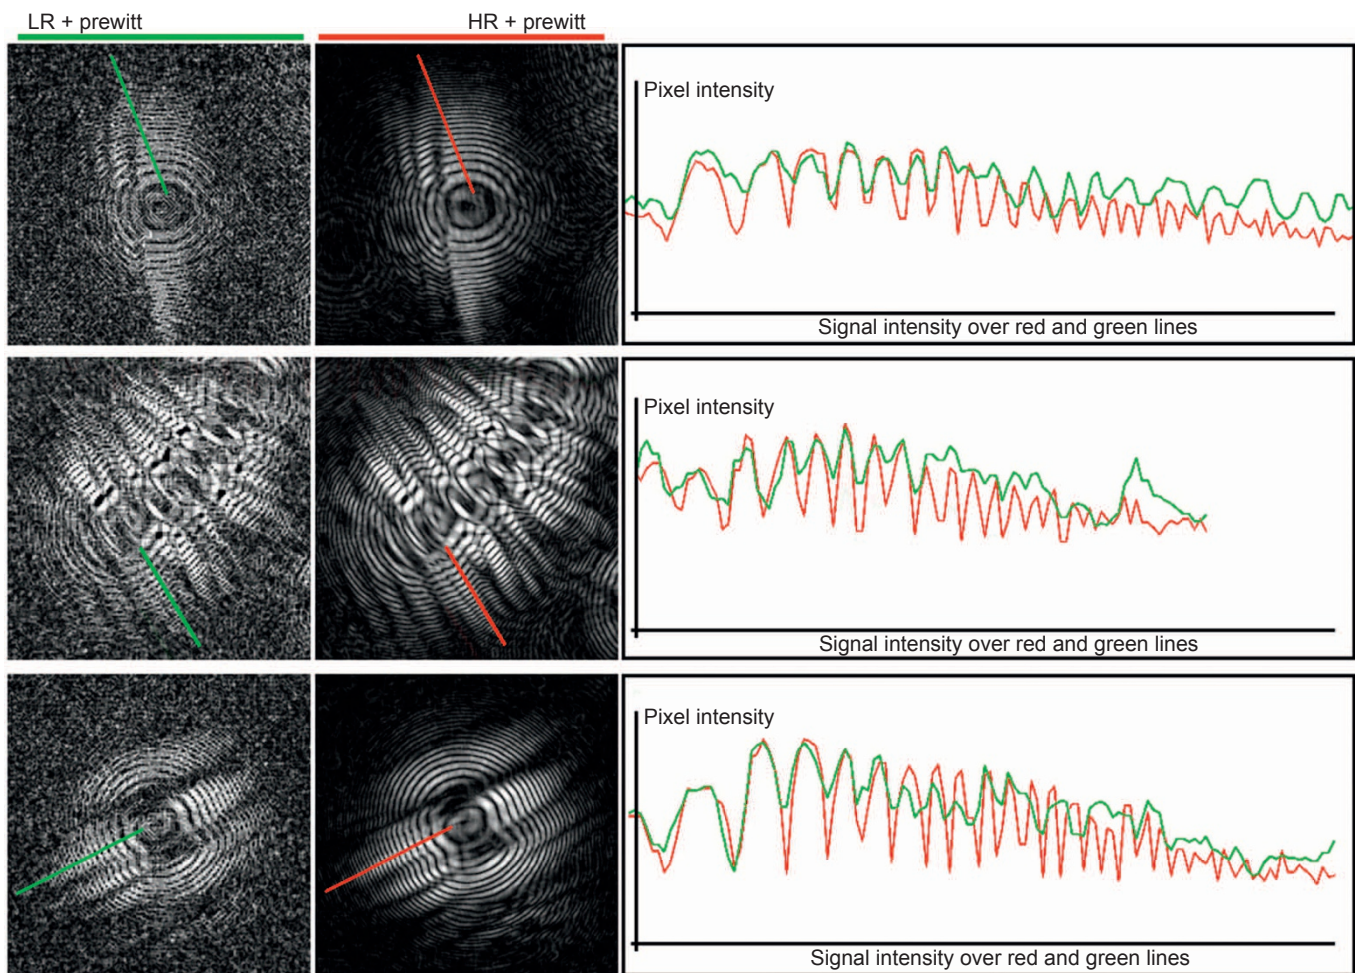 LR + prewitt
HR + prewitt
Pixel intensity
Signal intensity over red and green lines
Pixel intensity
Signal intensity over red and green lines
Pixel intensity
Signal intensity over red and green lines